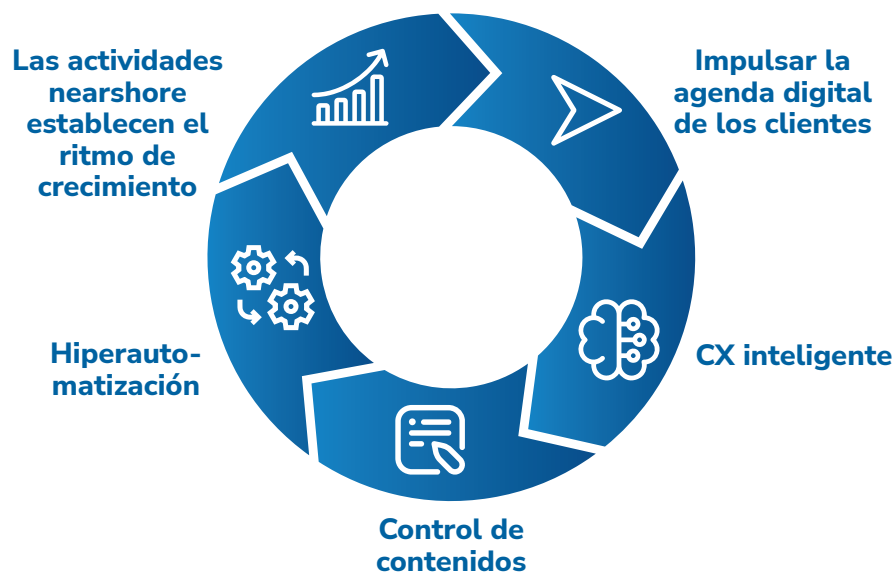 Las actividades
nearshore
establecen el
ritmo de
crecimiento
Impulsar la
agenda digital
de los clientes
CX inteligente
Control de
contenidos
Hiperauto-
matización